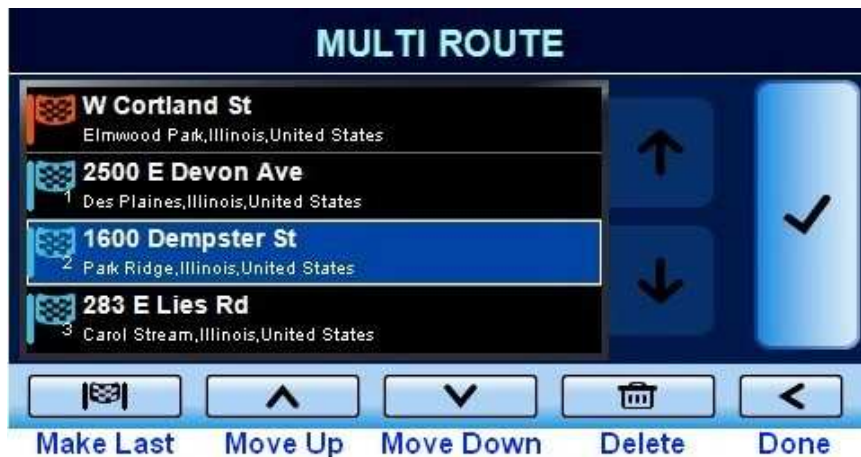 MULTI ROUTE
W Cortland St
Elmwood Park,Illinois,United States
2500 E Devon Ave
1
Des Plaines,Illinois,United States
1600 Dempster St
2
Park Ridge,Illinois,United States
283 E Lies Rd
3
Carol Stream,Illinois,United States
Make Last Move Up Move Down Delete Done